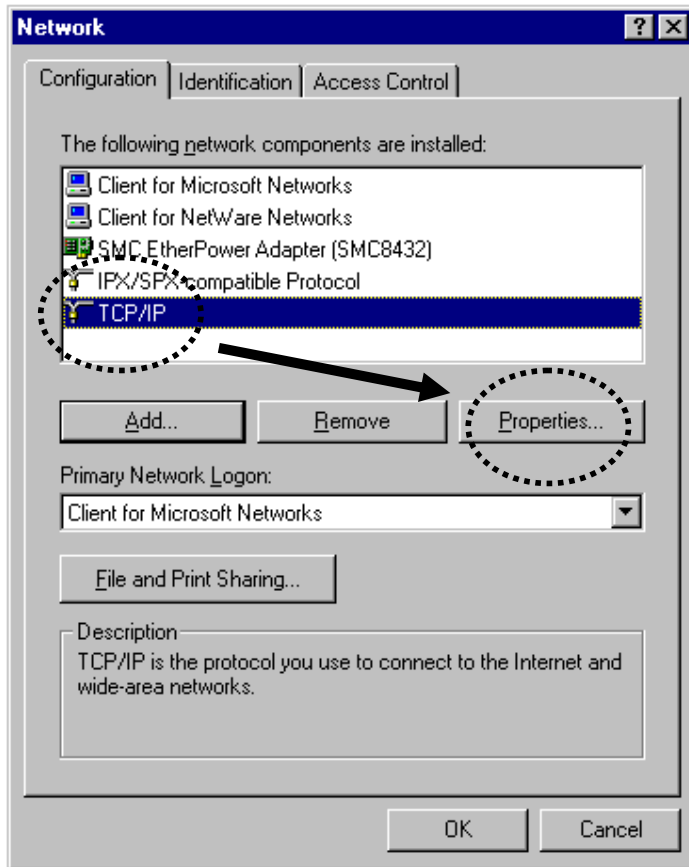 Network
Configuration Identification Access Control
The following network components are installed:
Client for Microsoft Networks
Client for NetWare Networks
SMC EtherPower Adapter (SMC8432)
IPX/SPX-compatible Protocol
TCP/IP
Add... Remove Properties...
Primary Network Logon:
Client for Microsoft Networks
File and Print Sharing...
Description
TCP/IP is the protocol you use to connect to the Internet and
wide-area networks.
OK Cancel